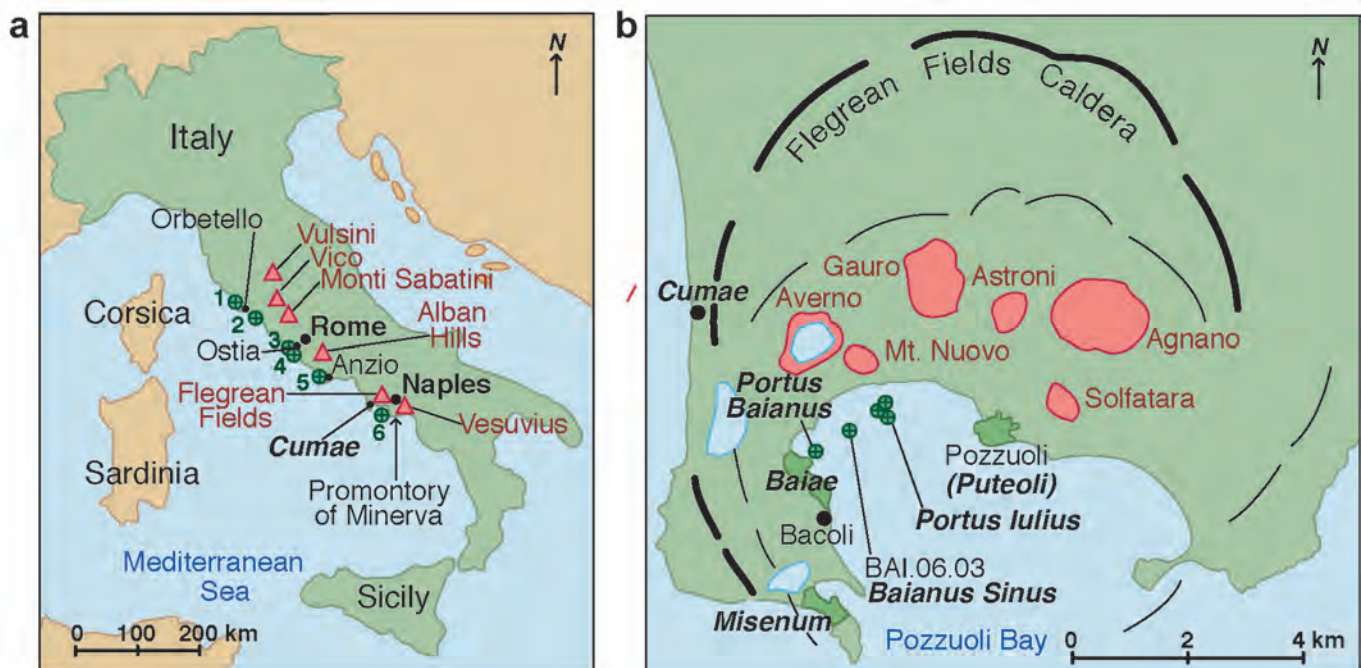 a
N
Italy
Orbetello
Vulsini
Vico
Monti Sabatini
Corsica
1
2
Rome
Alban
Hills
Ostia
3
4
Anzio
5
Flegrean
Fields
Naples
Cumae
6
Vesuvius
Sardinia
Promontory
of Minerva
Mediterranean
Sea
Sicily
0 100 200 km
b
N
Flegrean Fields Caldera
Cumae
Gauro
Astroni
Averno
Agnano
Mt. Nuovo
Portus
Baianus
Solfatara
Baiae
Pozzuoli
(Puteoli)
Portus Iulius
Bacoli
BAI.06.03
Baianus Sinus
Misenum
Pozzuoli Bay
0 2 4 km